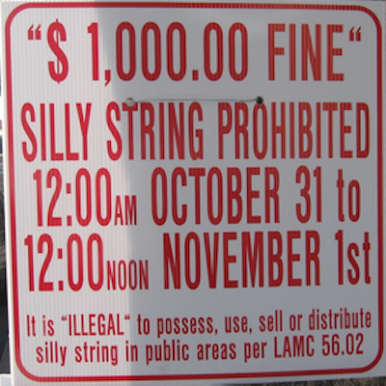 "$ 1,000.00 FINE"
SILLY STRING PROHIBITED
12:00AM OCTOBER 31 to
12:00NOON NOVEMBER 1st
It is "ILLEGAL" to possess, use, sell or distribute
silly string in public areas per LAMC 56.02